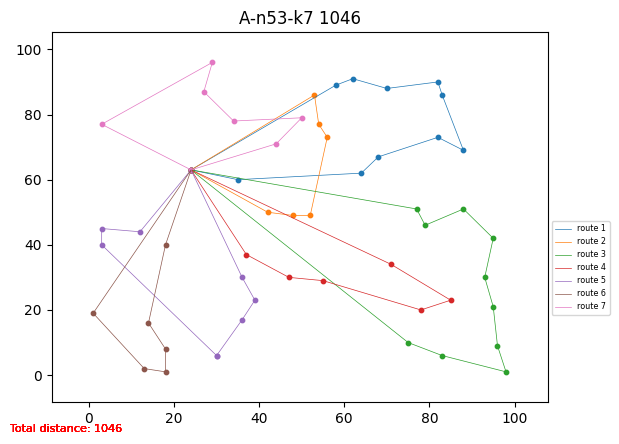 A-n53-k7 1046
100
80
60
40
20
0
0 20 40 60 80 100
route 1
route 2
route 3
route 4
route 5
route 6
route 7
Total distance: 1046